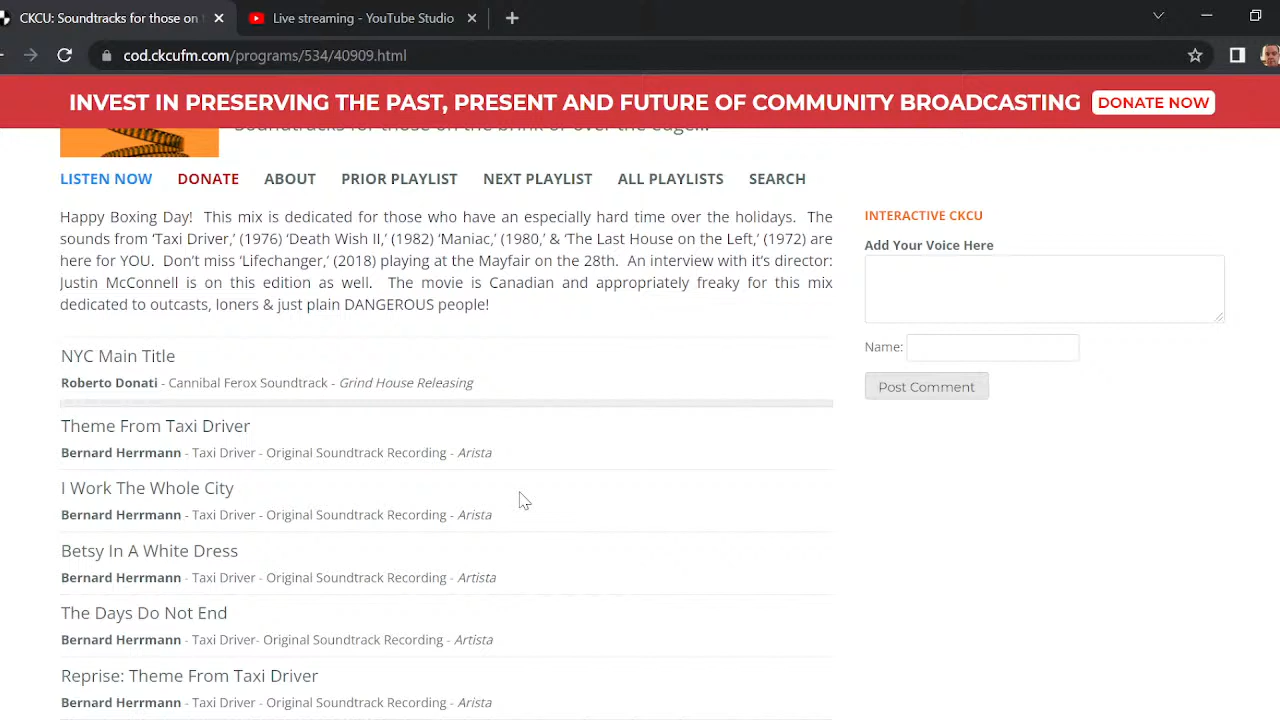 CKCU: Soundtracks for those on
Live streaming - YouTube Studio
cod.ckcufm.com/programs/534/40909.html
INVEST IN PRESERVING THE PAST, PRESENT AND FUTURE OF COMMUNITY BROADCASTING DONATE NOW
Soundtracks for those on the brink or over the edge...
LISTEN NOW DONATE ABOUT PRIOR PLAYLIST NEXT PLAYLIST ALL PLAYLISTS SEARCH
Happy Boxing Day! This mix is dedicated for those who have an especially hard time over the holidays. The
sounds from ‘Taxi Driver,’ (1976) ‘Death Wish II,’ (1982) ‘Maniac,’ (1980,’ & ‘The Last House on the Left,’ (1972) are
here for YOU. Don’t miss ‘Lifechanger,’ (2018) playing at the Mayfair on the 28th. An interview with it’s director:
Justin McConnell is on this edition as well. The movie is Canadian and appropriately freaky for this mix
dedicated to outcasts, loners & just plain DANGEROUS people!
NYC Main Title
Roberto Donati - Cannibal Ferox Soundtrack - Grind House Releasing
Theme From Taxi Driver
Bernard Herrmann - Taxi Driver - Original Soundtrack Recording - Arista
I Work The Whole City
Bernard Herrmann - Taxi Driver - Original Soundtrack Recording - Arista
Betsy In A White Dress
Bernard Herrmann - Taxi Driver - Original Soundtrack Recording - Artista
The Days Do Not End
Bernard Herrmann - Taxi Driver- Original Soundtrack Recording - Artista
Reprise: Theme From Taxi Driver
Bernard Herrmann - Taxi Driver - Original Soundtrack Recording - Arista
INTERACTIVE CKCU
Add Your Voice Here
Name:
Post Comment